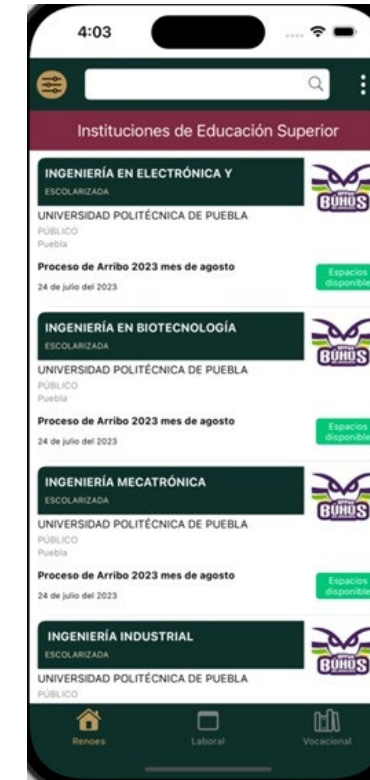 4:03
Instituciones de Educación Superior
INGENIERÍA EN ELECTRÓNICA Y
ESCOLARIZADA
BÚHOS
UNIVERSIDAD POLITÉCNICA DE PUEBLA
PÚBLICO
Puebla
Proceso de Arribo 2023 mes de agosto
24 de julio del 2023
Espacios
disponible
INGENIERÍA EN BIOTECNOLOGÍA
ESCOLARIZADA
BÚHOS
UNIVERSIDAD POLITÉCNICA DE PUEBLA
PÚBLICO
Puebla
Proceso de Arribo 2023 mes de agosto
24 de julio del 2023
Espacios
disponible
INGENIERÍA MECATRÓNICA
ESCOLARIZADA
BÚHOS
UNIVERSIDAD POLITÉCNICA DE PUEBLA
PÚBLICO
Puebla
Proceso de Arribo 2023 mes de agosto
24 de julio del 2023
Espacios
disponible
INGENIERÍA INDUSTRIAL
ESCOLARIZADA
BÚHOS
UNIVERSIDAD POLITÉCNICA DE PUEBLA
PÚBLICO
Renoes
Laboral
Vocacional